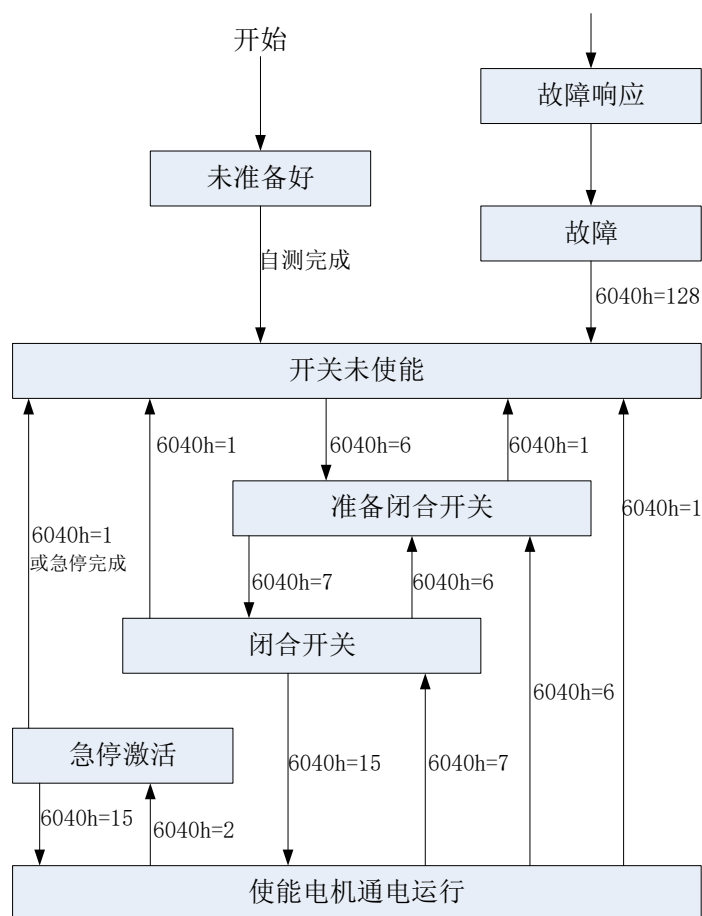 开始
故障响应
未准备好
故障
自测完成
6040h=128
开关未使能
6040h=1
6040h=6
6040h=1
准备闭合开关
6040h=1
6040h=1
或急停完成
6040h=7
6040h=6
闭合开关
6040h=6
急停激活
6040h=15
6040h=7
6040h=15
6040h=2
使能电机通电运行